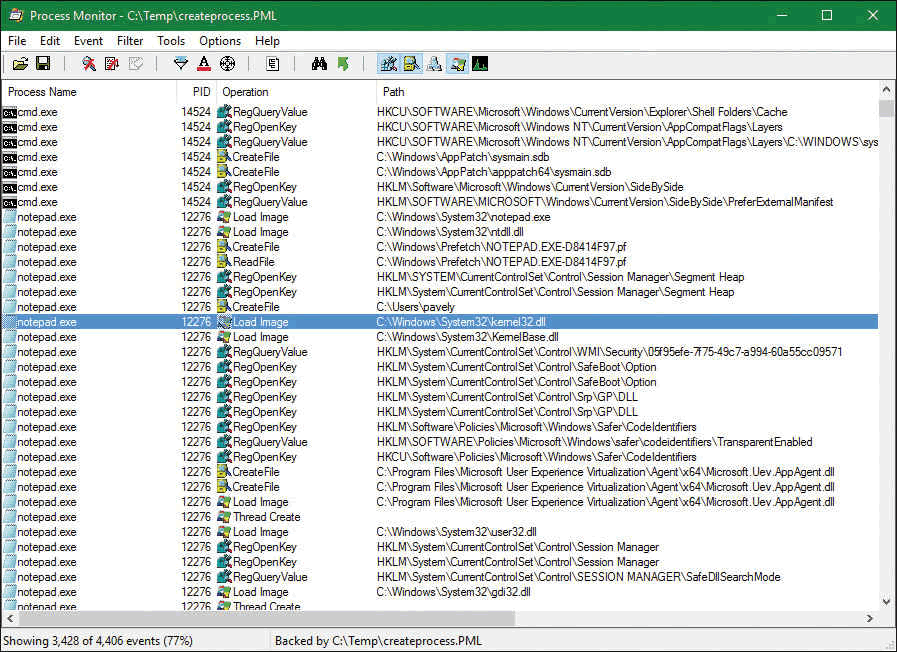 Process Monitor - C:\Temp\createprocess.PML
File Edit Event Filter Tools Options Help
Process Name PID Operation Path
cmd.exe 14524 RegQueryValue HKCU\SOFTWARE\Microsoft\Windows\CurrentVersion\Explorer\Shell Folders\Cache
cmd.exe 14524 RegOpenKey HKCU\SOFTWARE\Microsoft\Windows NT\CurrentVersion\AppCompatFlags\Layers
cmd.exe 14524 RegQueryValue HKCU\SOFTWARE\Microsoft\Windows NT\CurrentVersion\AppCompatFlags\Layers\C:\WINDOWS\sys
cmd.exe 14524 CreateFile C:\Windows\AppPatch\sysmain.sdb
cmd.exe 14524 CreateFile C:\Windows\AppPatch\apppatch64\sysmain.sdb
cmd.exe 14524 RegOpenKey HKLM\Software\Microsoft\Windows\CurrentVersion\SideBySide
cmd.exe 14524 RegQueryValue HKLM\SOFTWARE\MICROSOFT\Windows\CurrentVersion\SideBySide\PreferExternalManifest
notepad.exe 12276 Load Image C:\Windows\System32\notepad.exe
notepad.exe 12276 Load Image C:\Windows\System32\ntdll.dll
notepad.exe 12276 CreateFile C:\Windows\Prefetch\NOTEPAD.EXE-D8414F97.pf
notepad.exe 12276 ReadFile C:\Windows\Prefetch\NOTEPAD.EXE-D8414F97.pf
notepad.exe 12276 RegOpenKey HKLM\SYSTEM\CurrentControlSet\Control\Session Manager\Segment Heap
notepad.exe 12276 RegOpenKey HKLM\System\CurrentControlSet\Control\Session Manager\Segment Heap
notepad.exe 12276 CreateFile C:\Users\pavely
notepad.exe 12276 Load Image C:\Windows\System32\kernel32.dll
notepad.exe 12276 Load Image C:\Windows\System32\KernelBase.dll
notepad.exe 12276 RegQueryValue HKLM\System\CurrentControlSet\Control\WMI\Security\05f95efe-7f75-49c7-a994-60a55cc09571
notepad.exe 12276 RegOpenKey HKLM\System\CurrentControlSet\Control\SafeBoot\Option
notepad.exe 12276 RegOpenKey HKLM\System\CurrentControlSet\Control\SafeBoot\Option
notepad.exe 12276 RegOpenKey HKLM\System\CurrentControlSet\Control\Srp\GP\DLL
notepad.exe 12276 RegOpenKey HKLM\System\CurrentControlSet\Control\Srp\GP\DLL
notepad.exe 12276 RegOpenKey HKLM\Software\Policies\Microsoft\Windows\Safer\CodeIdentifiers
notepad.exe 12276 RegQueryValue HKLM\SOFTWARE\Policies\Microsoft\Windows\safer\codeidentifiers\TransparentEnabled
notepad.exe 12276 RegOpenKey HKCU\Software\Policies\Microsoft\Windows\Safer\CodeIdentifiers
notepad.exe 12276 CreateFile C:\Program Files\Microsoft User Experience Virtualization\Agent\x64\Microsoft.Uev.AppAgent.dll
notepad.exe 12276 CreateFile C:\Program Files\Microsoft User Experience Virtualization\Agent\x64\Microsoft.Uev.AppAgent.dll
notepad.exe 12276 Load Image C:\Program Files\Microsoft User Experience Virtualization\Agent\x64\Microsoft.Uev.AppAgent.dll
notepad.exe 12276 Thread Create
notepad.exe 12276 Load Image C:\Windows\System32\user32.dll
notepad.exe 12276 RegOpenKey HKLM\System\CurrentControlSet\Control\Session Manager
notepad.exe 12276 RegOpenKey HKLM\System\CurrentControlSet\Control\Session Manager
notepad.exe 12276 RegQueryValue HKLM\System\CurrentControlSet\Control\SESSION MANAGER\SafeDllSearchMode
notepad.exe 12276 Load Image C:\Windows\System32\gdi32.dll
notepad.exe 12276 Thread Create
Showing 3,428 of 4,406 events (77%) Backed by C:\Temp\createprocess.PML